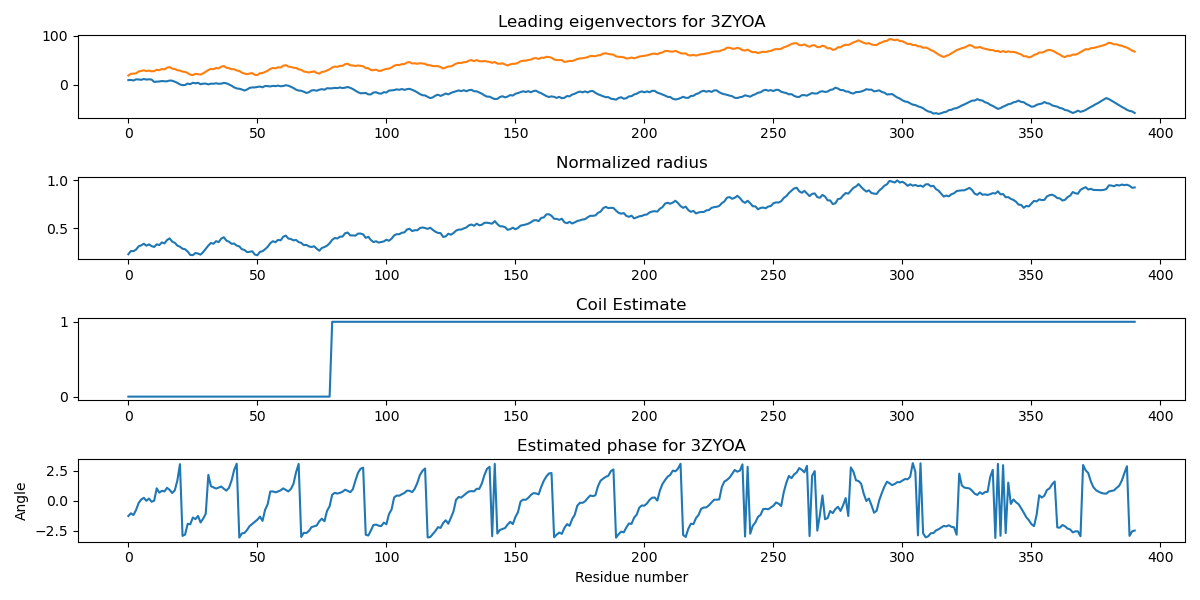 Leading eigenvectors for 3ZYOA
100
0
0 50 100 150 200 250 300 350 400
Normalized radius
1.0
0.5
0 50 100 150 200 250 300 350 400
Coil Estimate
1
0
0 50 100 150 200 250 300 350 400
Estimated phase for 3ZYOA
Angle
2.5
0.0
−2.5
0 50 100 150 200 250 300 350 400
Residue number